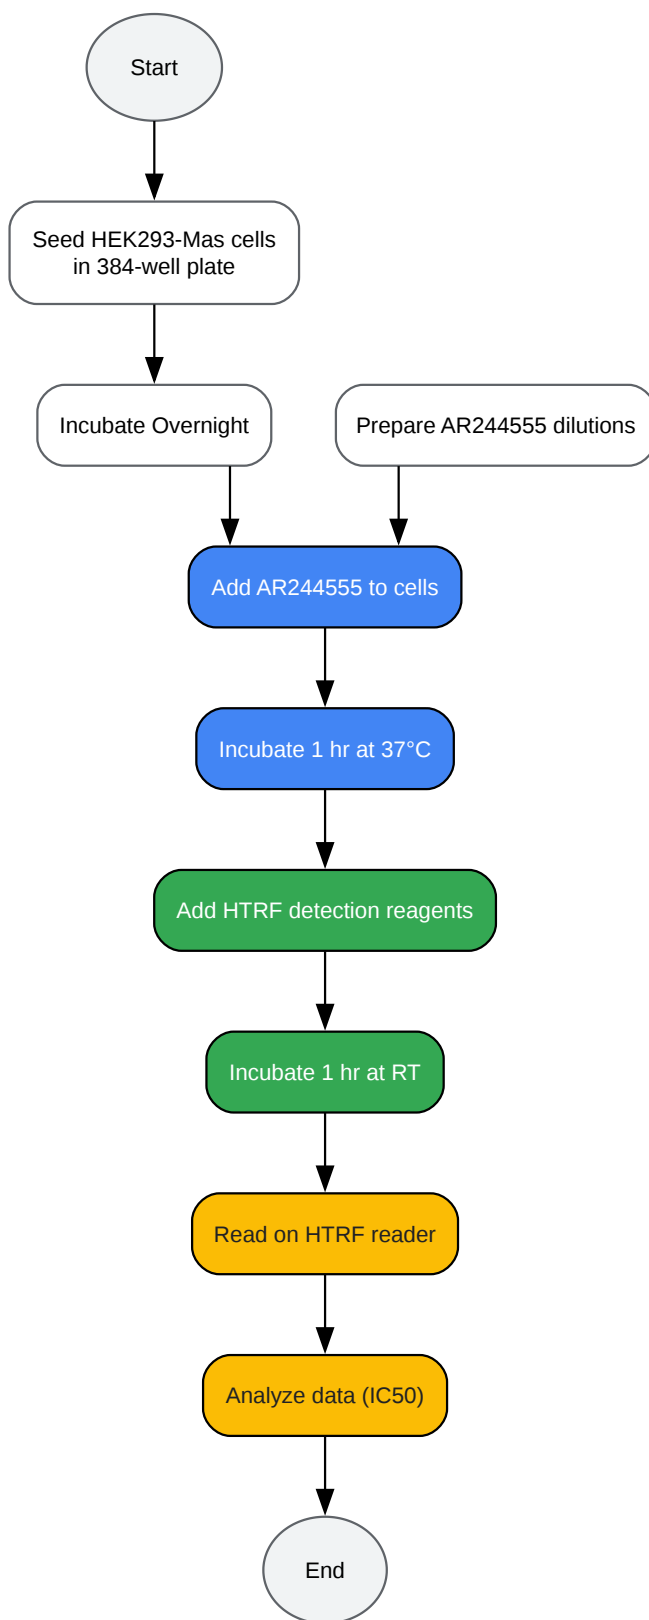 Start
Seed HEK293-Mas cells
in 384-well plate
Incubate Overnight
Prepare AR244555 dilutions
Add AR244555 to cells
Incubate 1 hr at 37°C
Add HTRF detection reagents
Incubate 1 hr at RT
Read on HTRF reader
Analyze data (IC50)
End